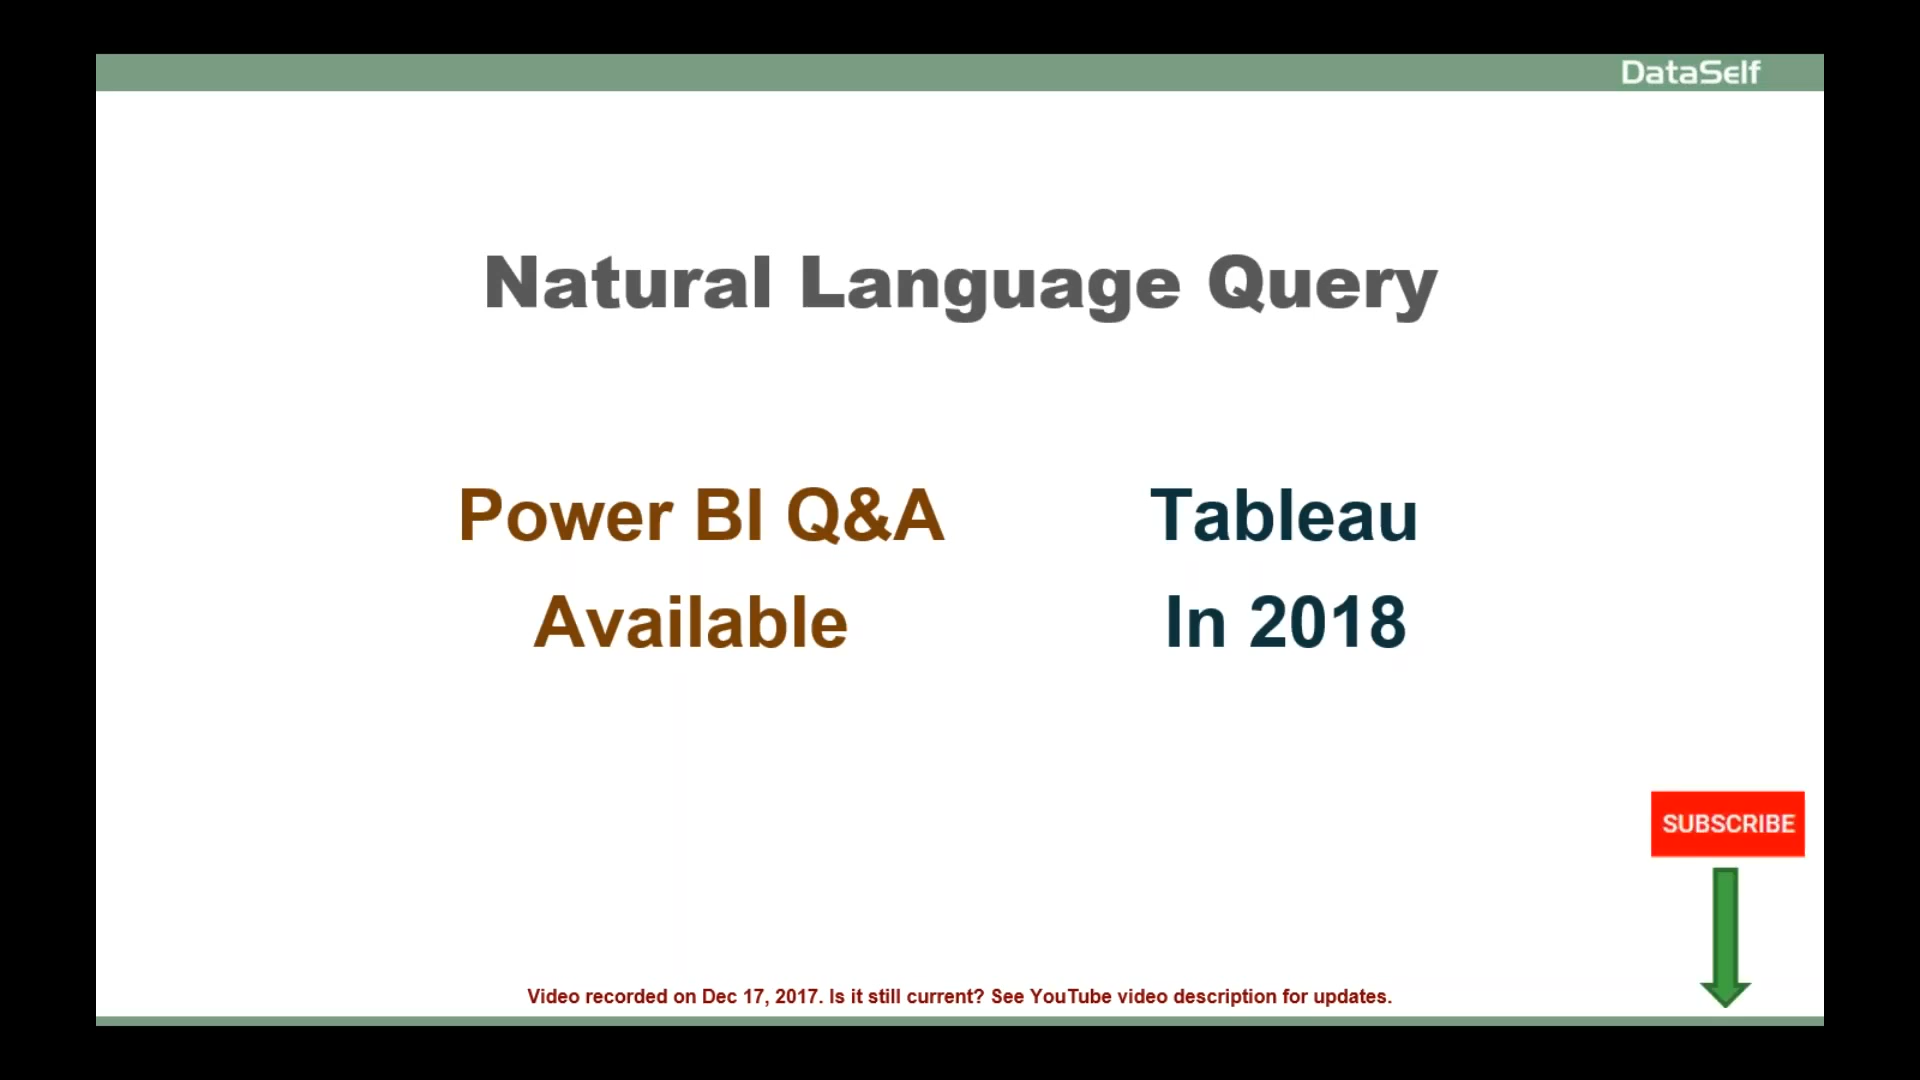 DataSelf
Natural Language Query
Power BI Q&A
Tableau
Available
In 2018
SUBSCRIBE
Video recorded on Dec 17, 2017. Is it still current? See YouTube video description for updates.